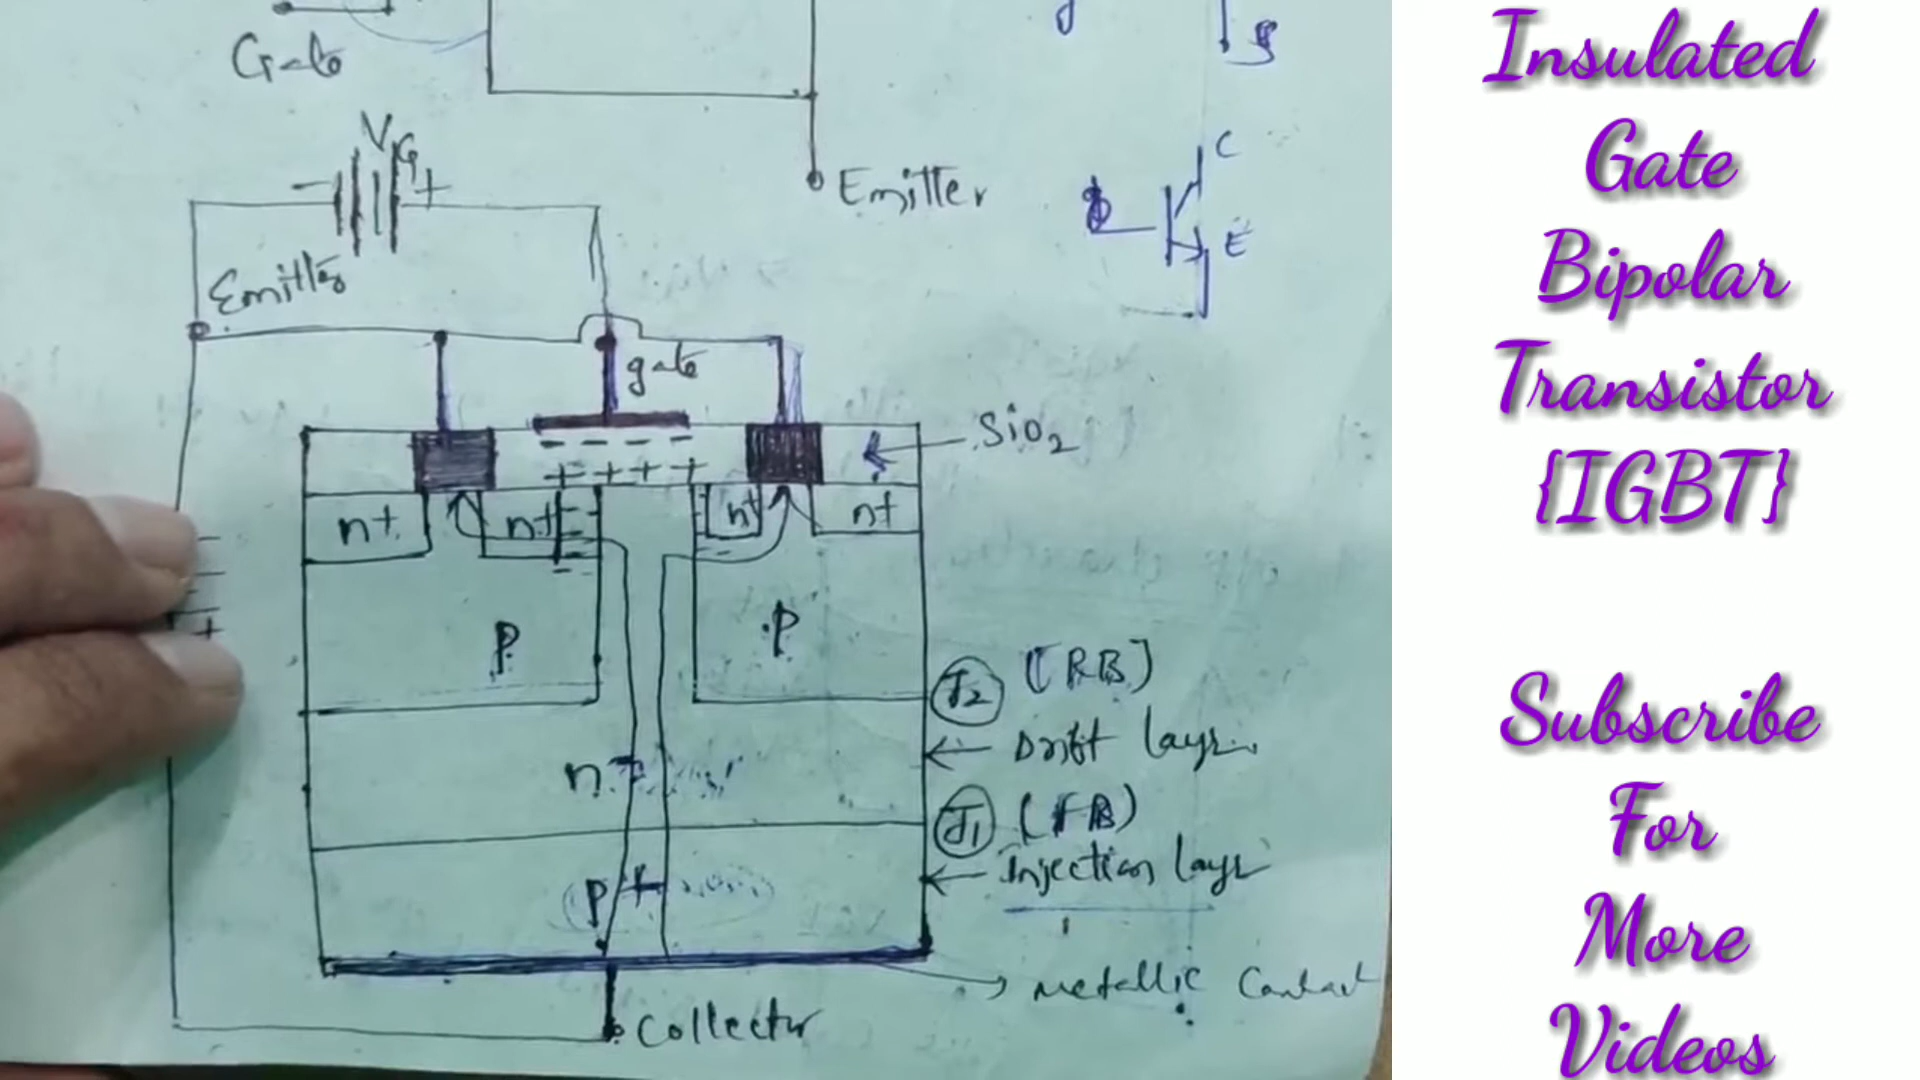 Gate
VG
- +
Emitter
C
E
Emitter
gate
SiO2
- - - -
+ + + +
n+ n+ n+ n+
P P
J2 (RB)
Drift layer
n-
J1 (FB)
Injection layer
P+
metallic Contact
Collector
Insulated
Gate
Bipolar
Transistor
{IGBT}
Subscribe
For
More
Videos